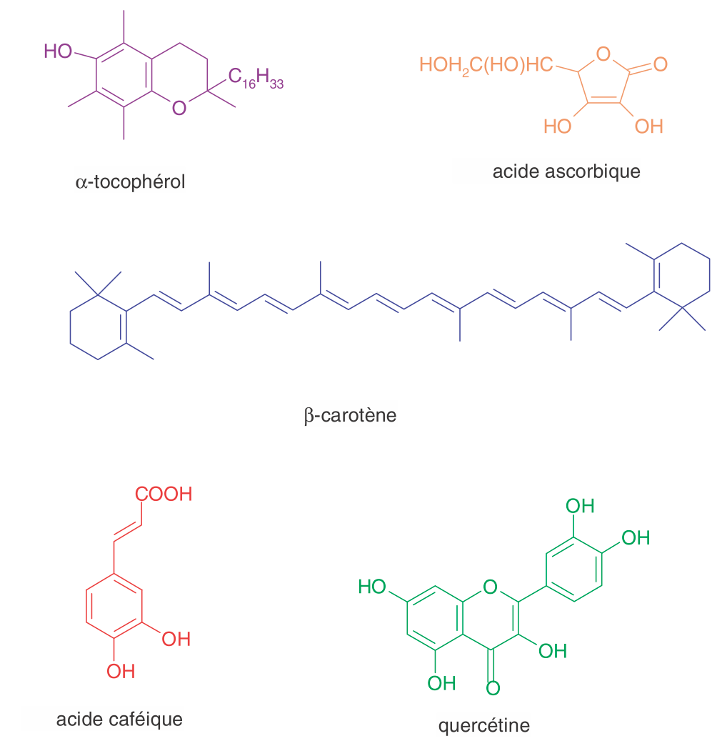 HO
C16H33
O
α-tocophérol
HOH2C(HO)HC
O
O
HO
OH
acide ascorbique
β-carotène
COOH
OH
OH
acide caféique
OH
OH
HO
O
OH
OH
O
quercétine